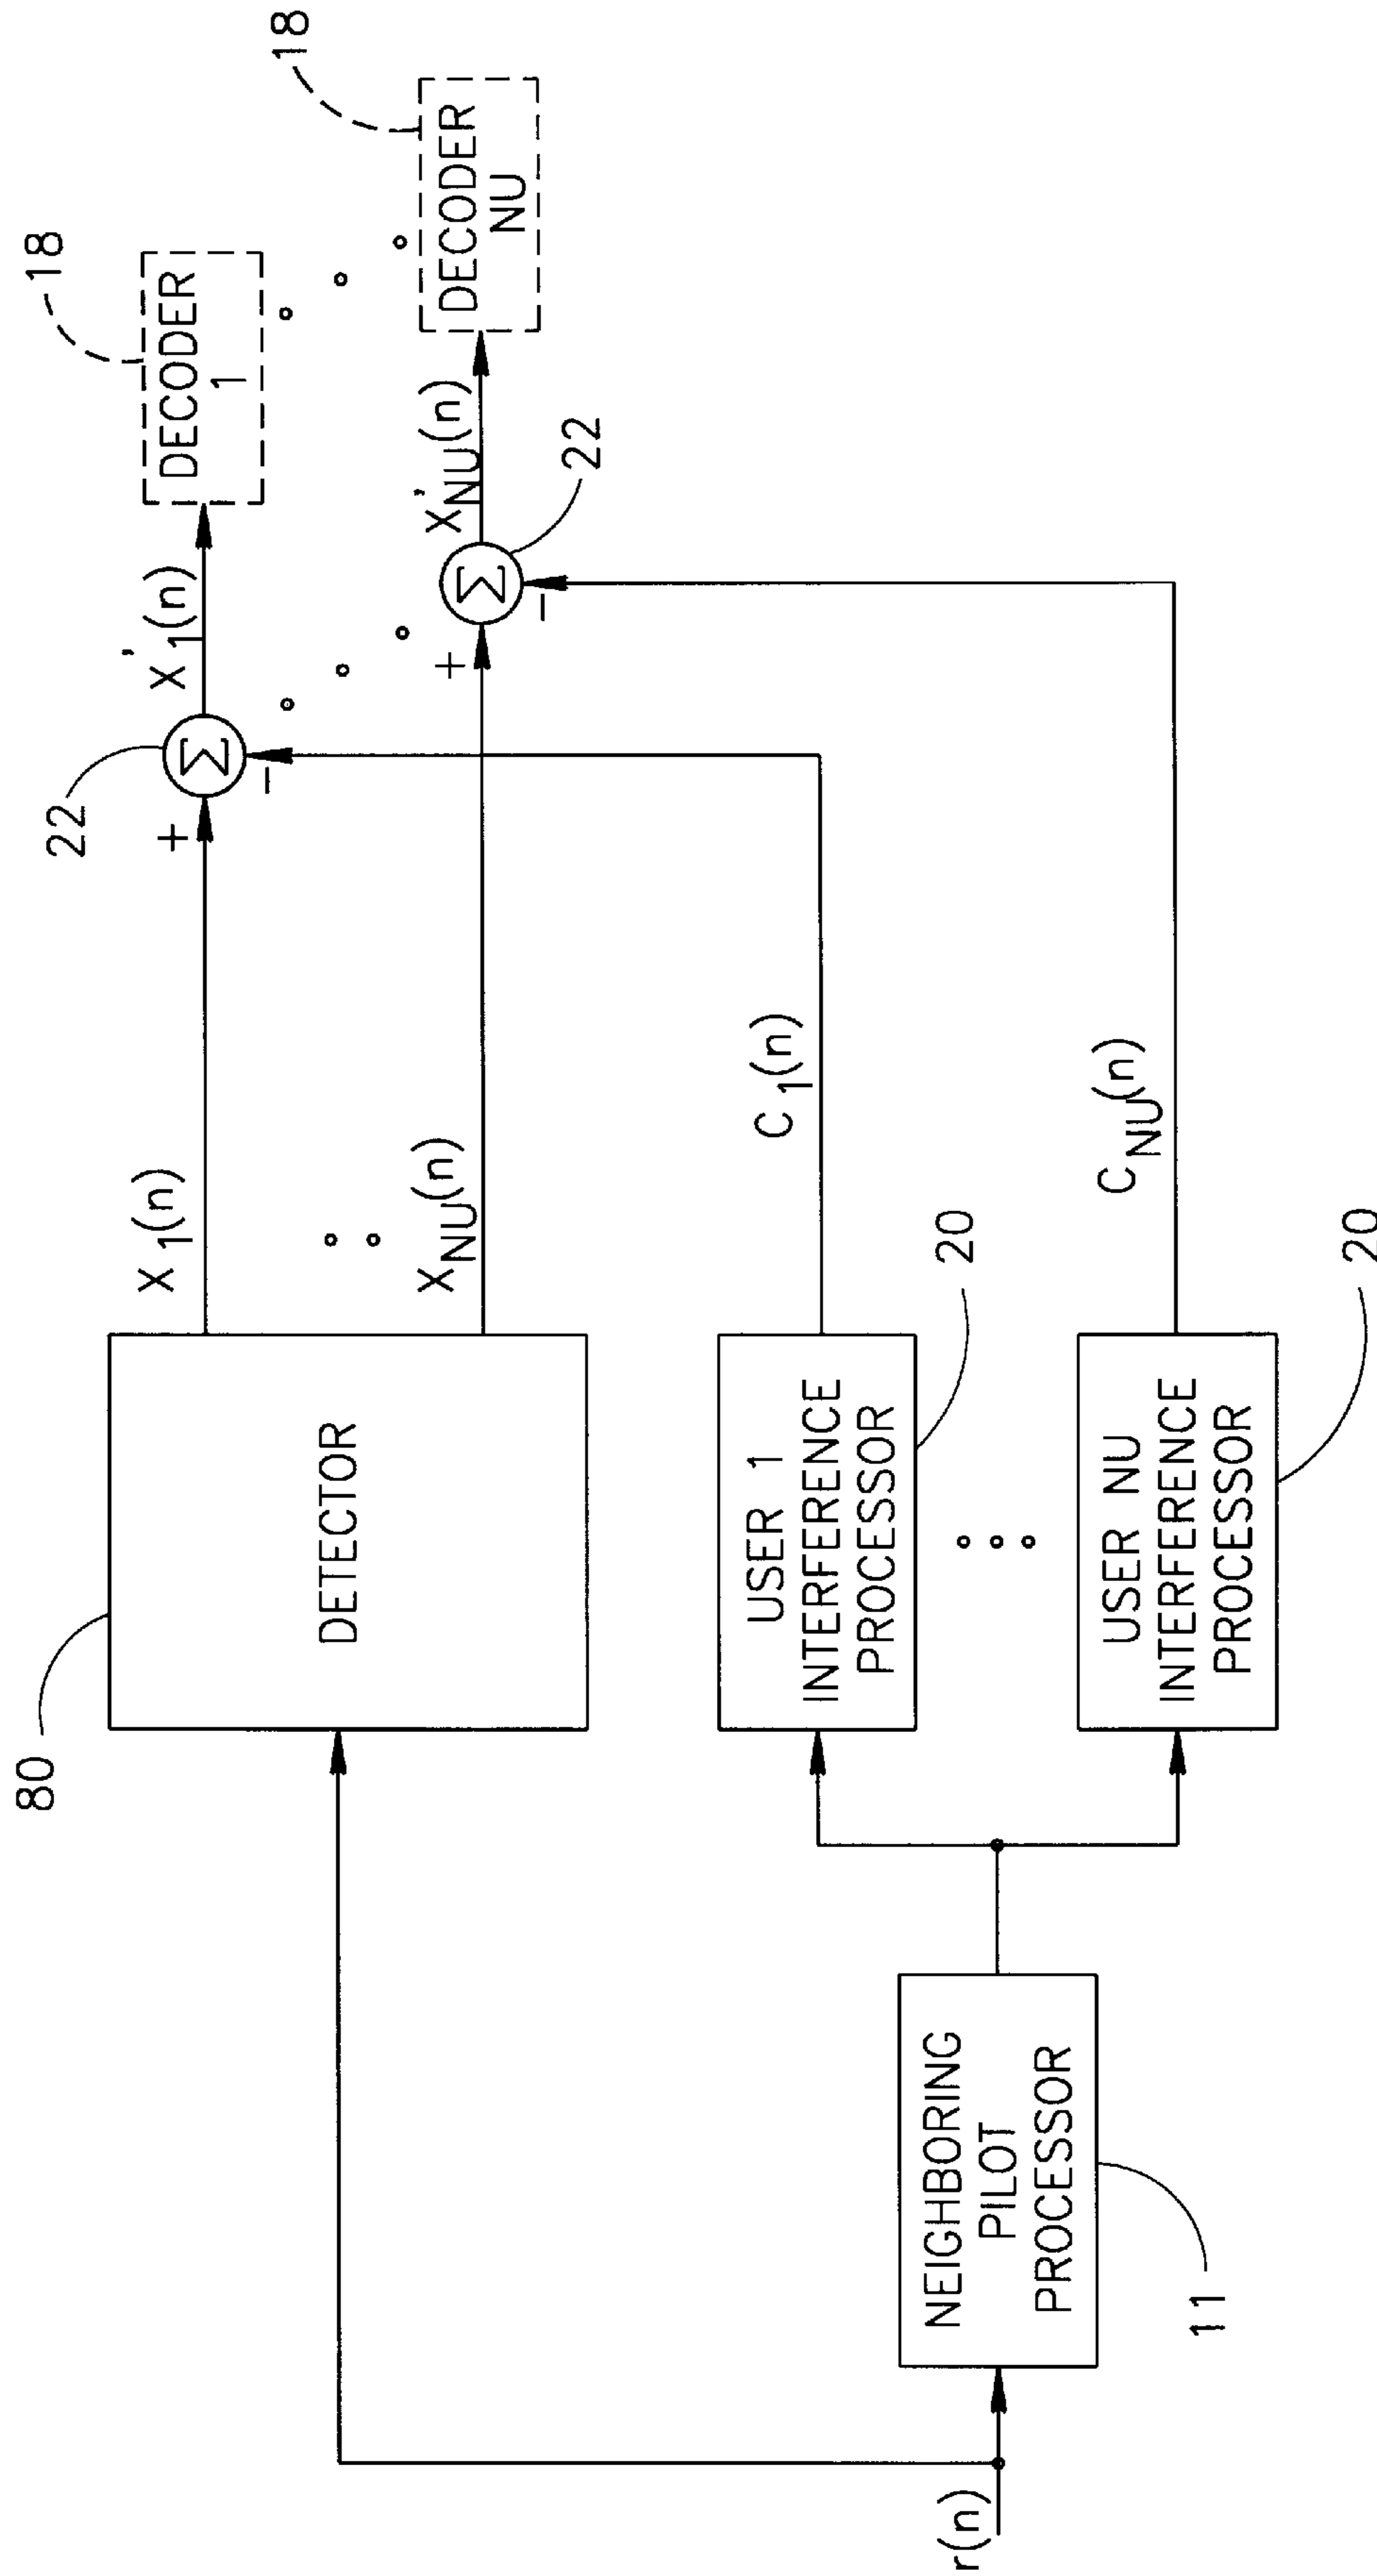 18
DECODER
1
18
DECODER
NU
22
Σ
+
-
X'1(n)
22
Σ
+
-
X'NU(n)
80
DETECTOR
X1(n)
XNU(n)
USER 1
INTERFERENCE
PROCESSOR
20
C1(n)
USER NU
INTERFERENCE
PROCESSOR
20
CNU(n)
NEIGHBORING
PILOT
PROCESSOR
11
r(n)